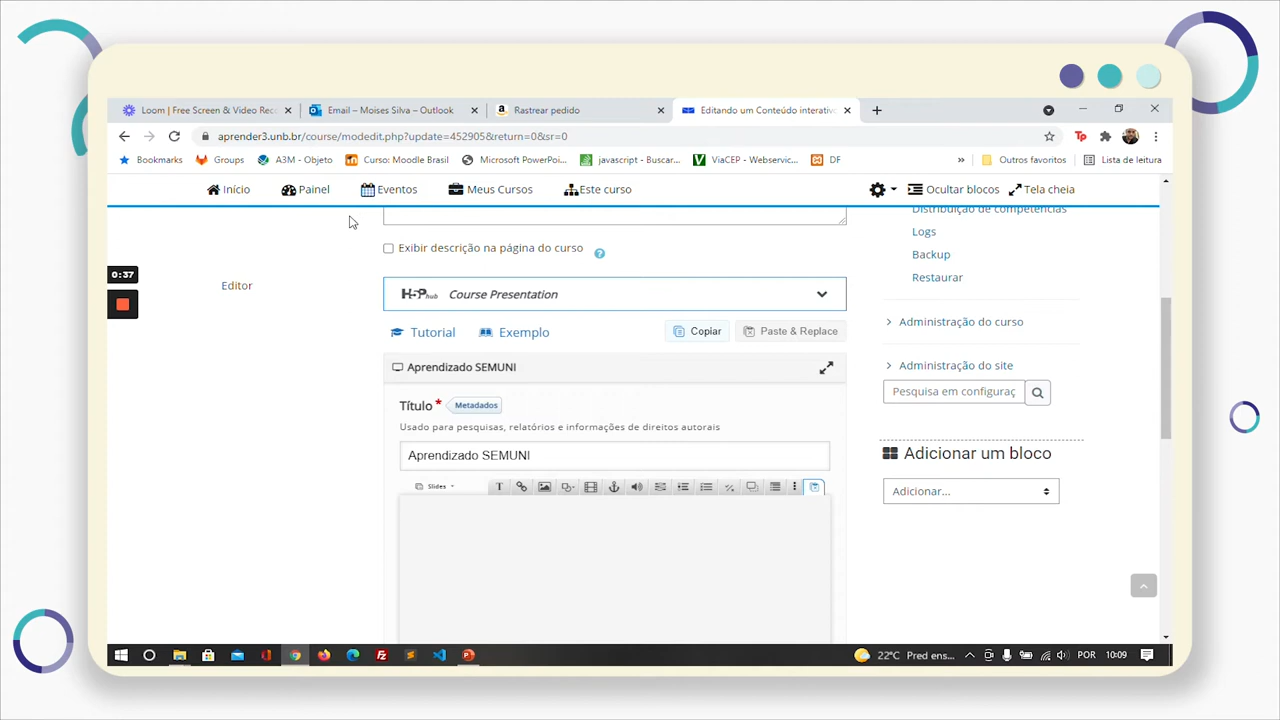 Loom | Free Screen & Video Rec
Email – Moises Silva – Outlook
Rastrear pedido
Editando um Conteúdo interativ
aprender3.unb.br/course/modedit.php?update=452905&return=0&sr=0
Bookmarks
Groups
A3M - Objeto
Curso: Moodle Brasil
Microsoft PowerPoi...
javascript - Buscar...
ViaCEP - Webservic...
DF
»
Outros favoritos
Lista de leitura
Início
Painel
Eventos
Meus Cursos
Este curso
Ocultar blocos
Tela cheia
Distribuição de competências
Exibir descrição na página do curso
Logs
Backup
Restaurar
0:37
Editor
H5P hub Course Presentation
Administração do curso
Tutorial
Exemplo
Copiar
Paste & Replace
Aprendizado SEMUNI
Administração do site
Pesquisa em configuraç
Título* Metadados
Usado para pesquisas, relatórios e informações de direitos autorais
Aprendizado SEMUNI
Adicionar um bloco
Slides
Adicionar...
22°C Pred ens...
POR
10:09